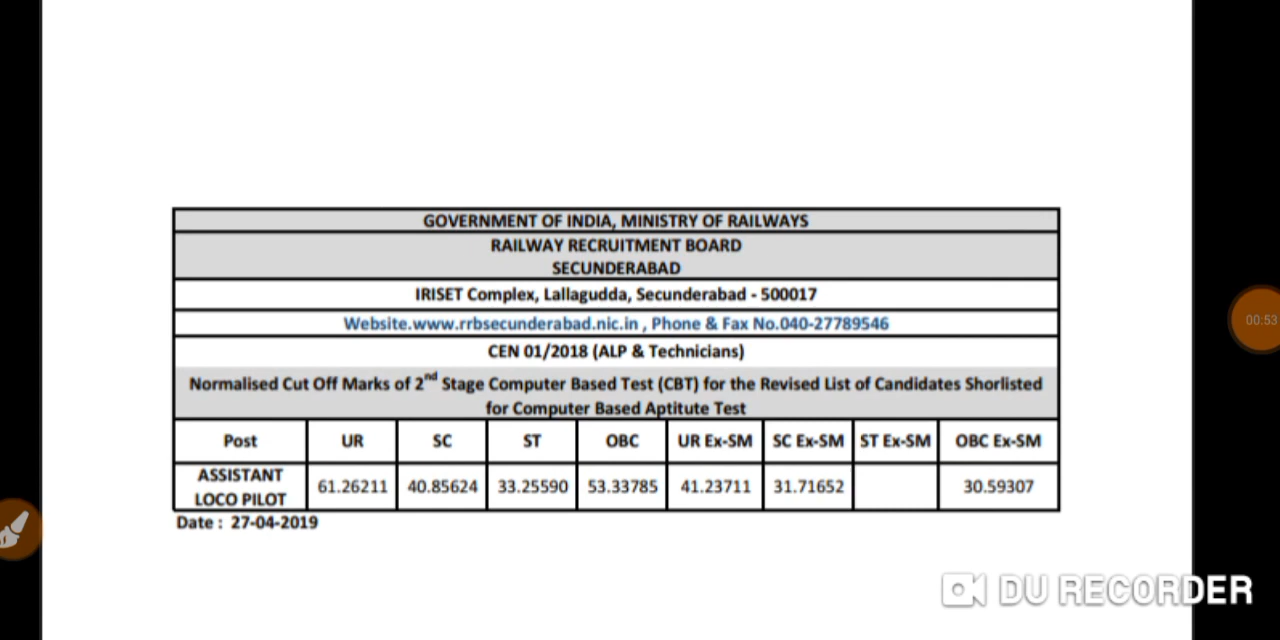 GOVERNMENT OF INDIA, MINISTRY OF RAILWAYS
RAILWAY RECRUITMENT BOARD
SECUNDERABAD
IRISET Complex, Lallagudda, Secunderabad - 500017
Website.www.rrbsecunderabad.nic.in , Phone & Fax No.040-27789546
CEN 01/2018 (ALP & Technicians)
Normalised Cut Off Marks of 2nd Stage Computer Based Test (CBT) for the Revised List of Candidates Shorlisted
for Computer Based Aptitute Test
Post UR SC ST OBC UR Ex-SM SC Ex-SM ST Ex-SM OBC Ex-SM
ASSISTANT
LOCO PILOT 61.26211 40.85624 33.25590 53.33785 41.23711 31.71652 30.59307
Date : 27-04-2019
00:53
DU RECORDER